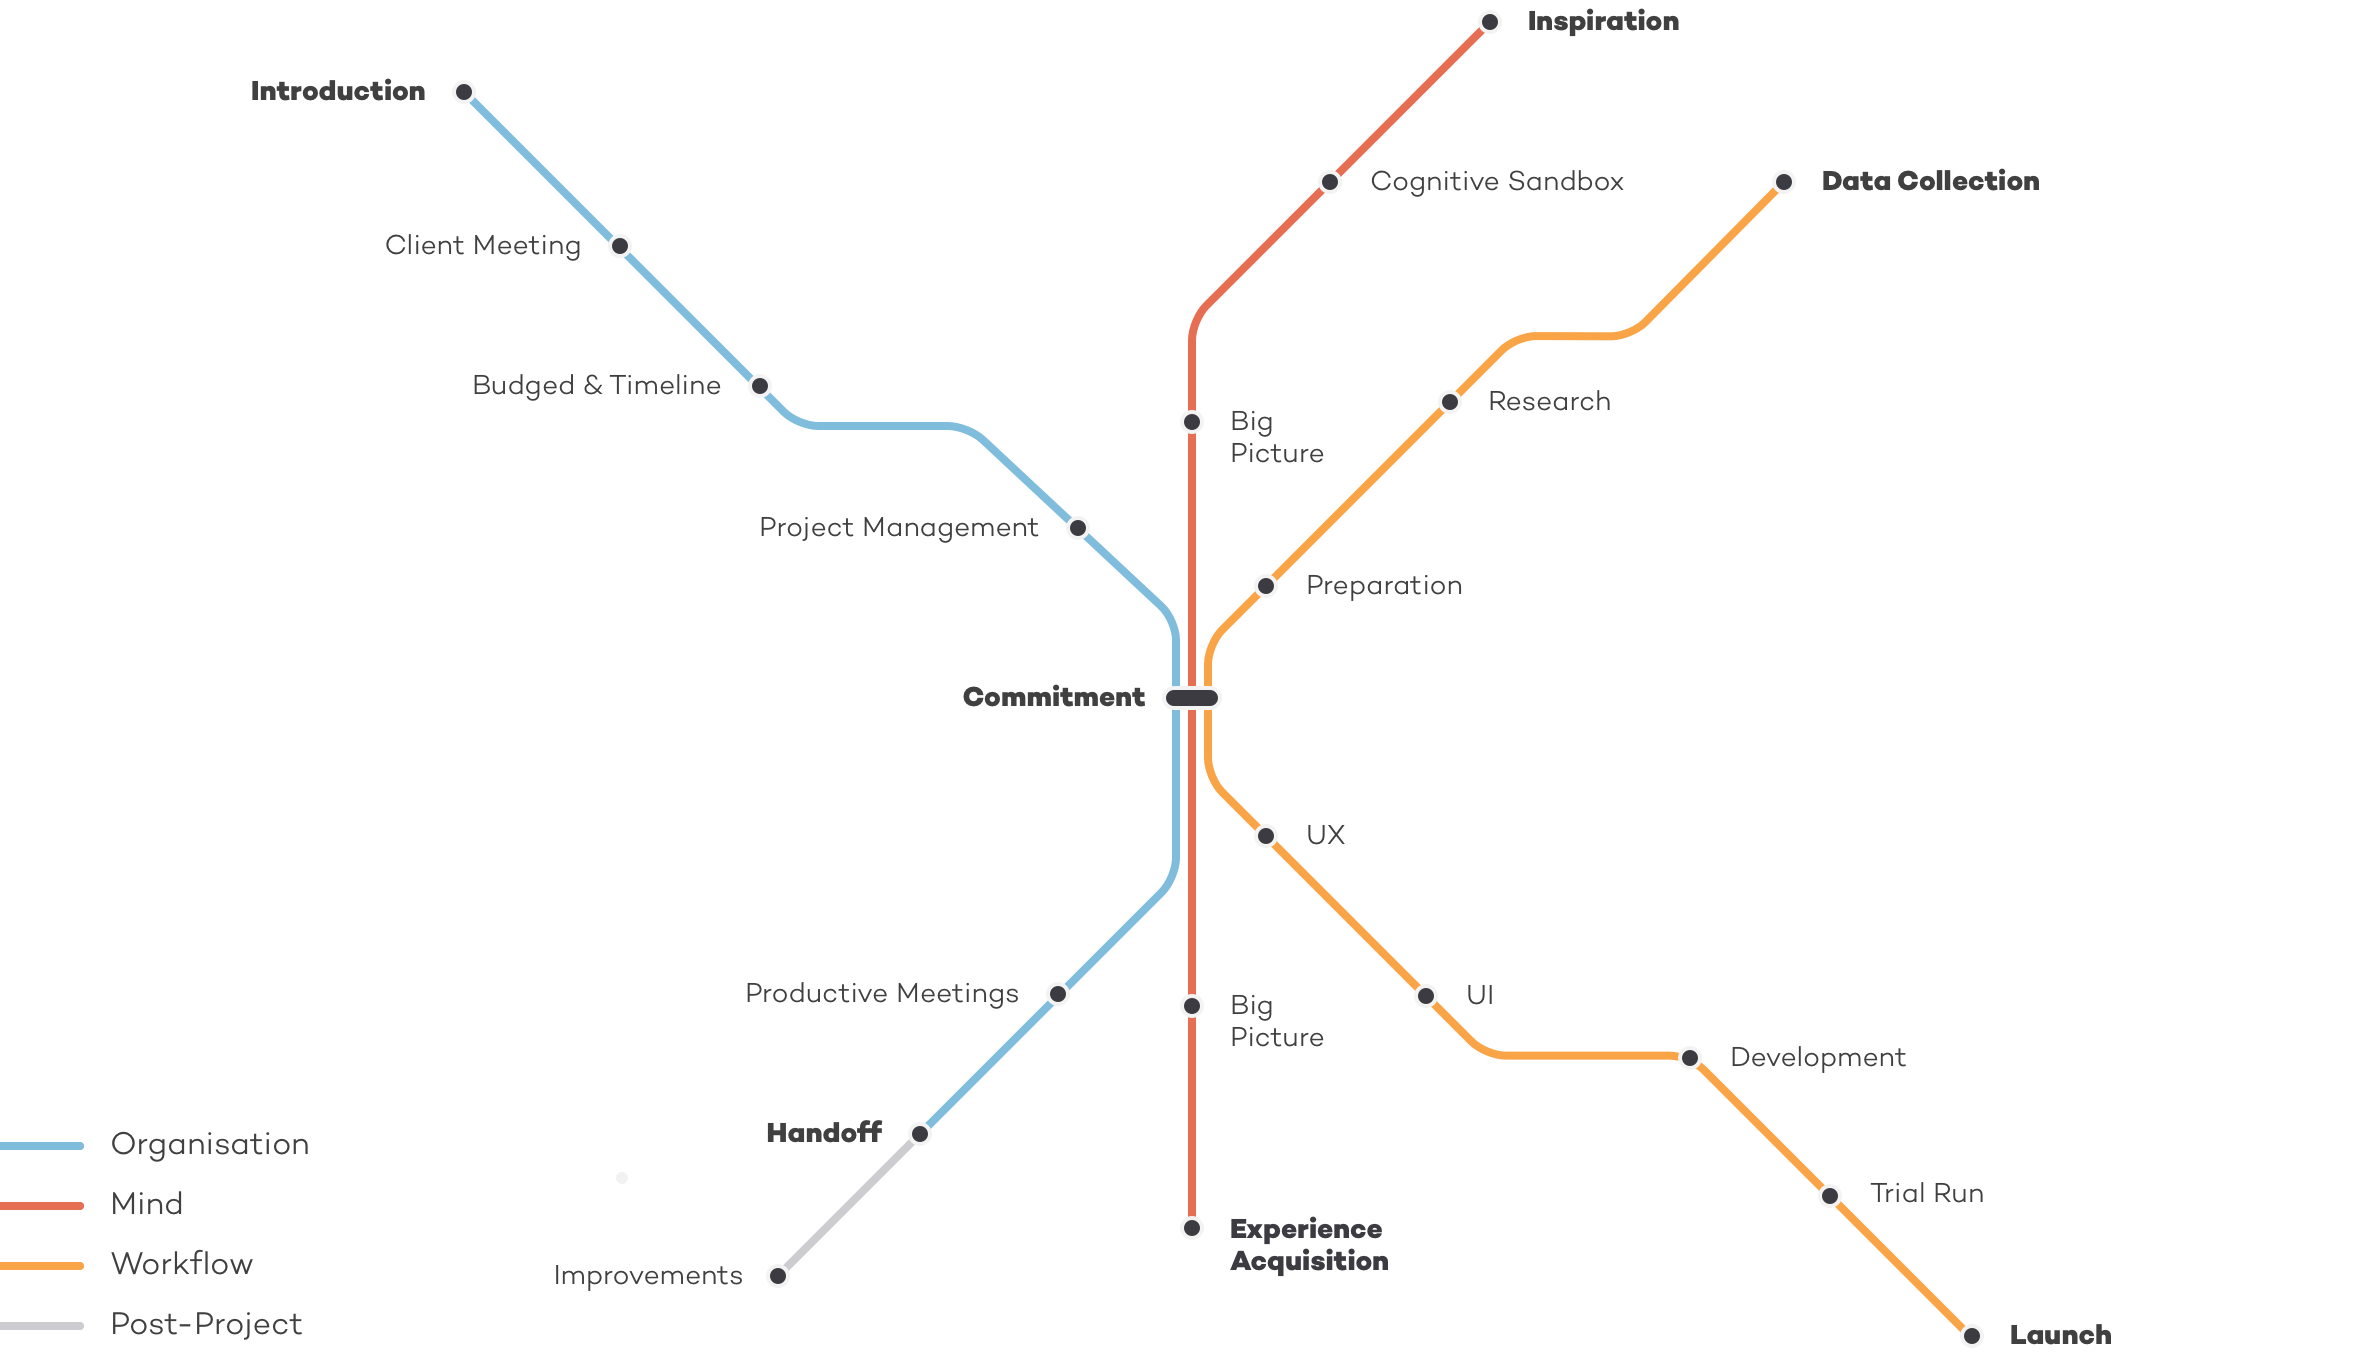 Inspiration
Introduction
Cognitive Sandbox
Data Collection
Client Meeting
Budged & Timeline
Research
Big
Picture
Project Management
Preparation
Commitment
UX
Productive Meetings
UI
Big
Picture
Development
Handoff
Organisation
Trial Run
Mind
Experience
Acquisition
Workflow
Improvements
Post-Project
Launch